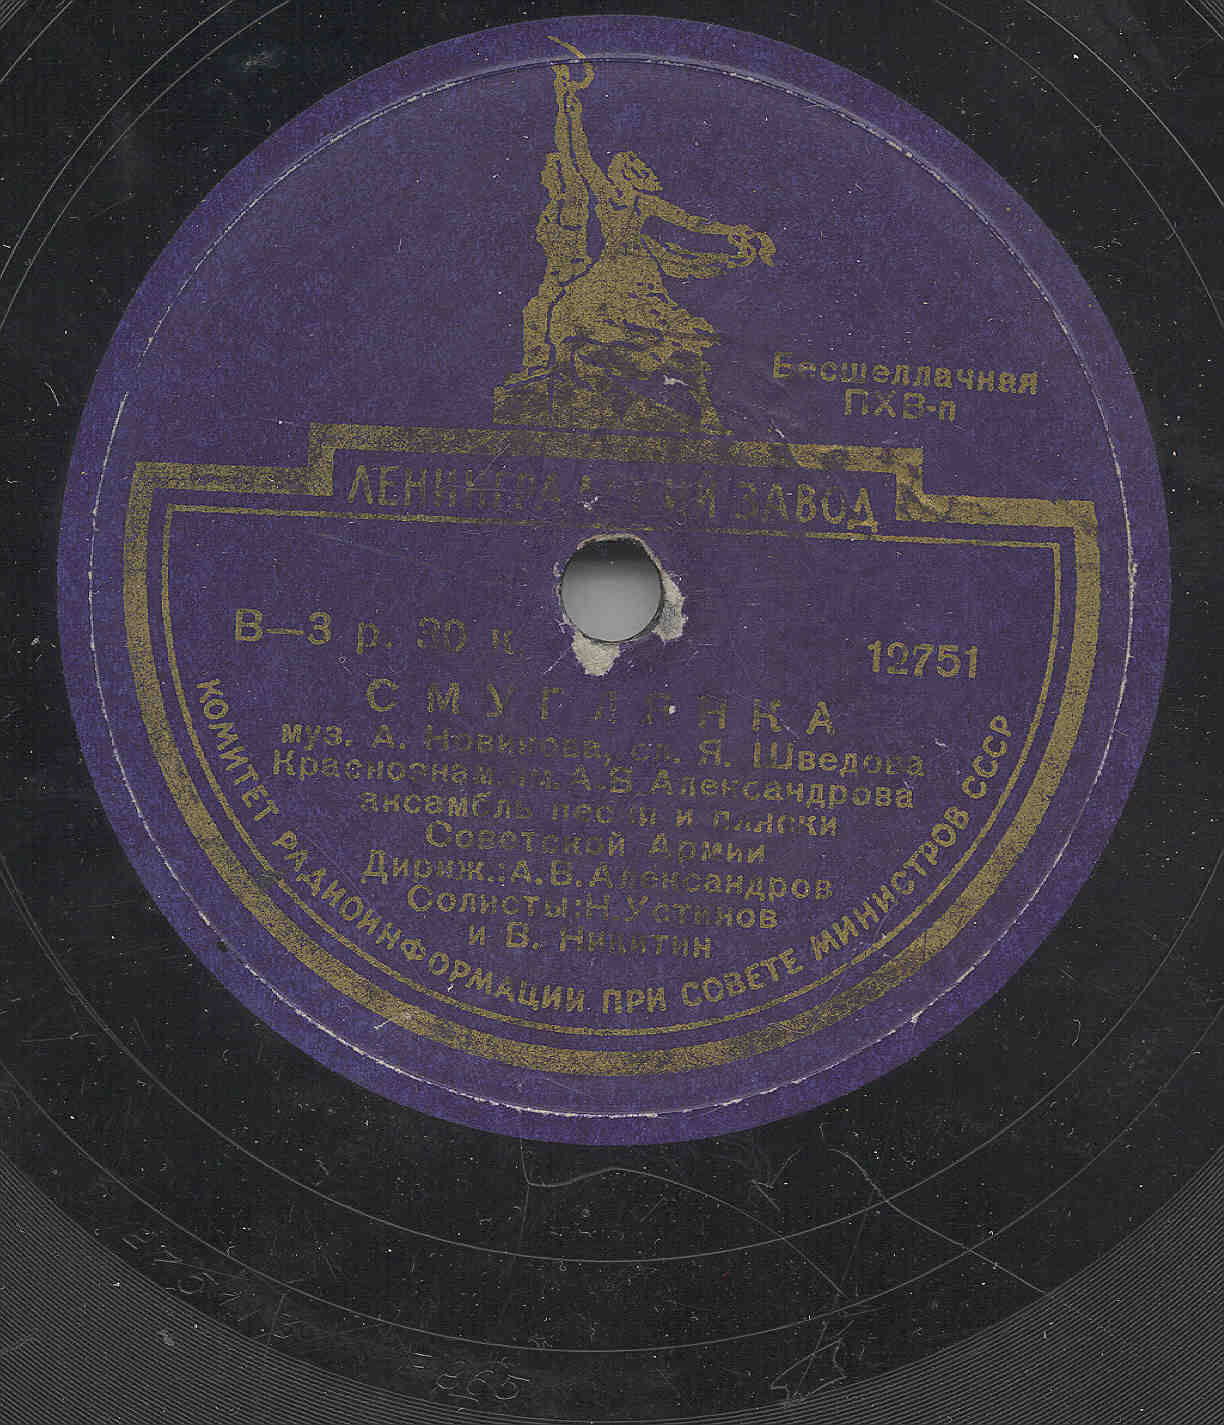 Бесшеллачная
ПХВ-п
ЛЕНИНГРАДСКИЙ ЗАВОД
В—3 р. 30 к.
12751
СМУГЛЯНКА
муз. А. Новикова, сл. Я. Шведова
Краснознам. им. А. В. Александрова
ансамбль песни и пляски
Советской Армии
Дириж.: А. В. Александров
Солисты: Н. Устинов
и В. Никитин
КОМИТЕТ РАДИОИНФОРМАЦИИ ПРИ СОВЕТЕ МИНИСТРОВ СССР